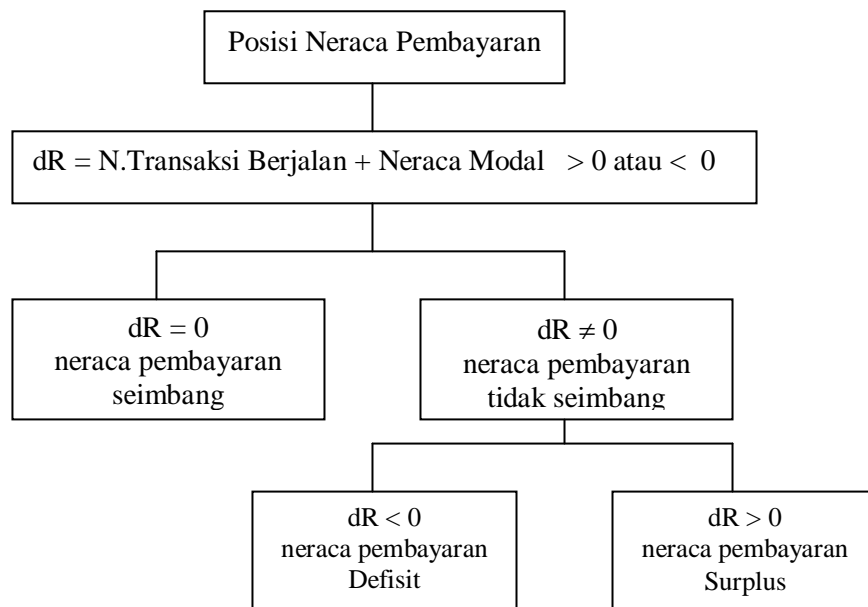 Posisi Neraca Pembayaran
dR = N.Transaksi Berjalan + Neraca Modal > 0 atau < 0
dR = 0
neraca pembayaran
seimbang
dR ≠ 0
neraca pembayaran
tidak seimbang
dR < 0
neraca pembayaran
Defisit
dR > 0
neraca pembayaran
Surplus